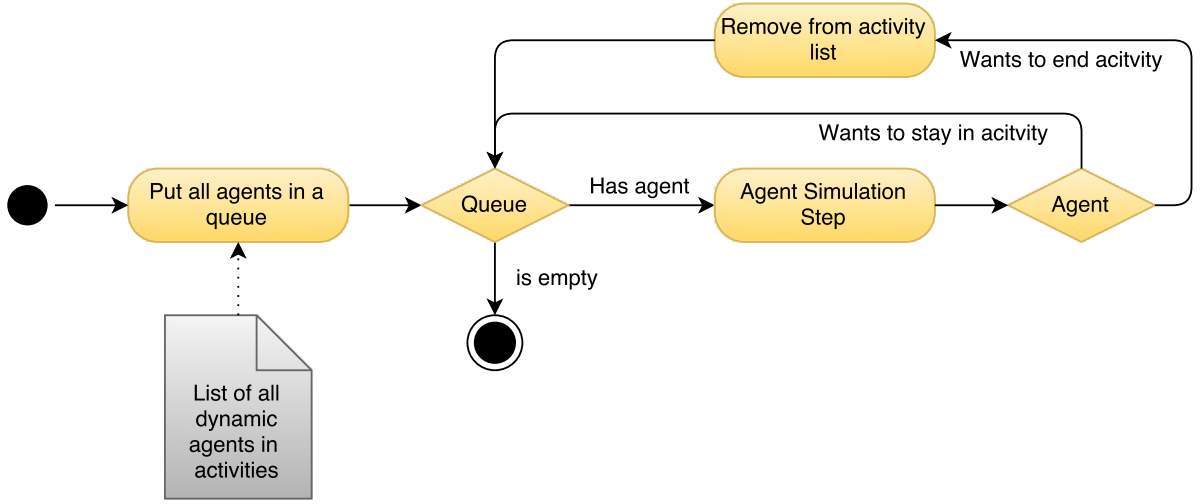 Remove from activity
list
Wants to end acitvity
Wants to stay in acitvity
Put all agents in a
queue
Queue
Has agent
Agent Simulation
Step
Agent
is empty
List of all
dynamic
agents in
activities